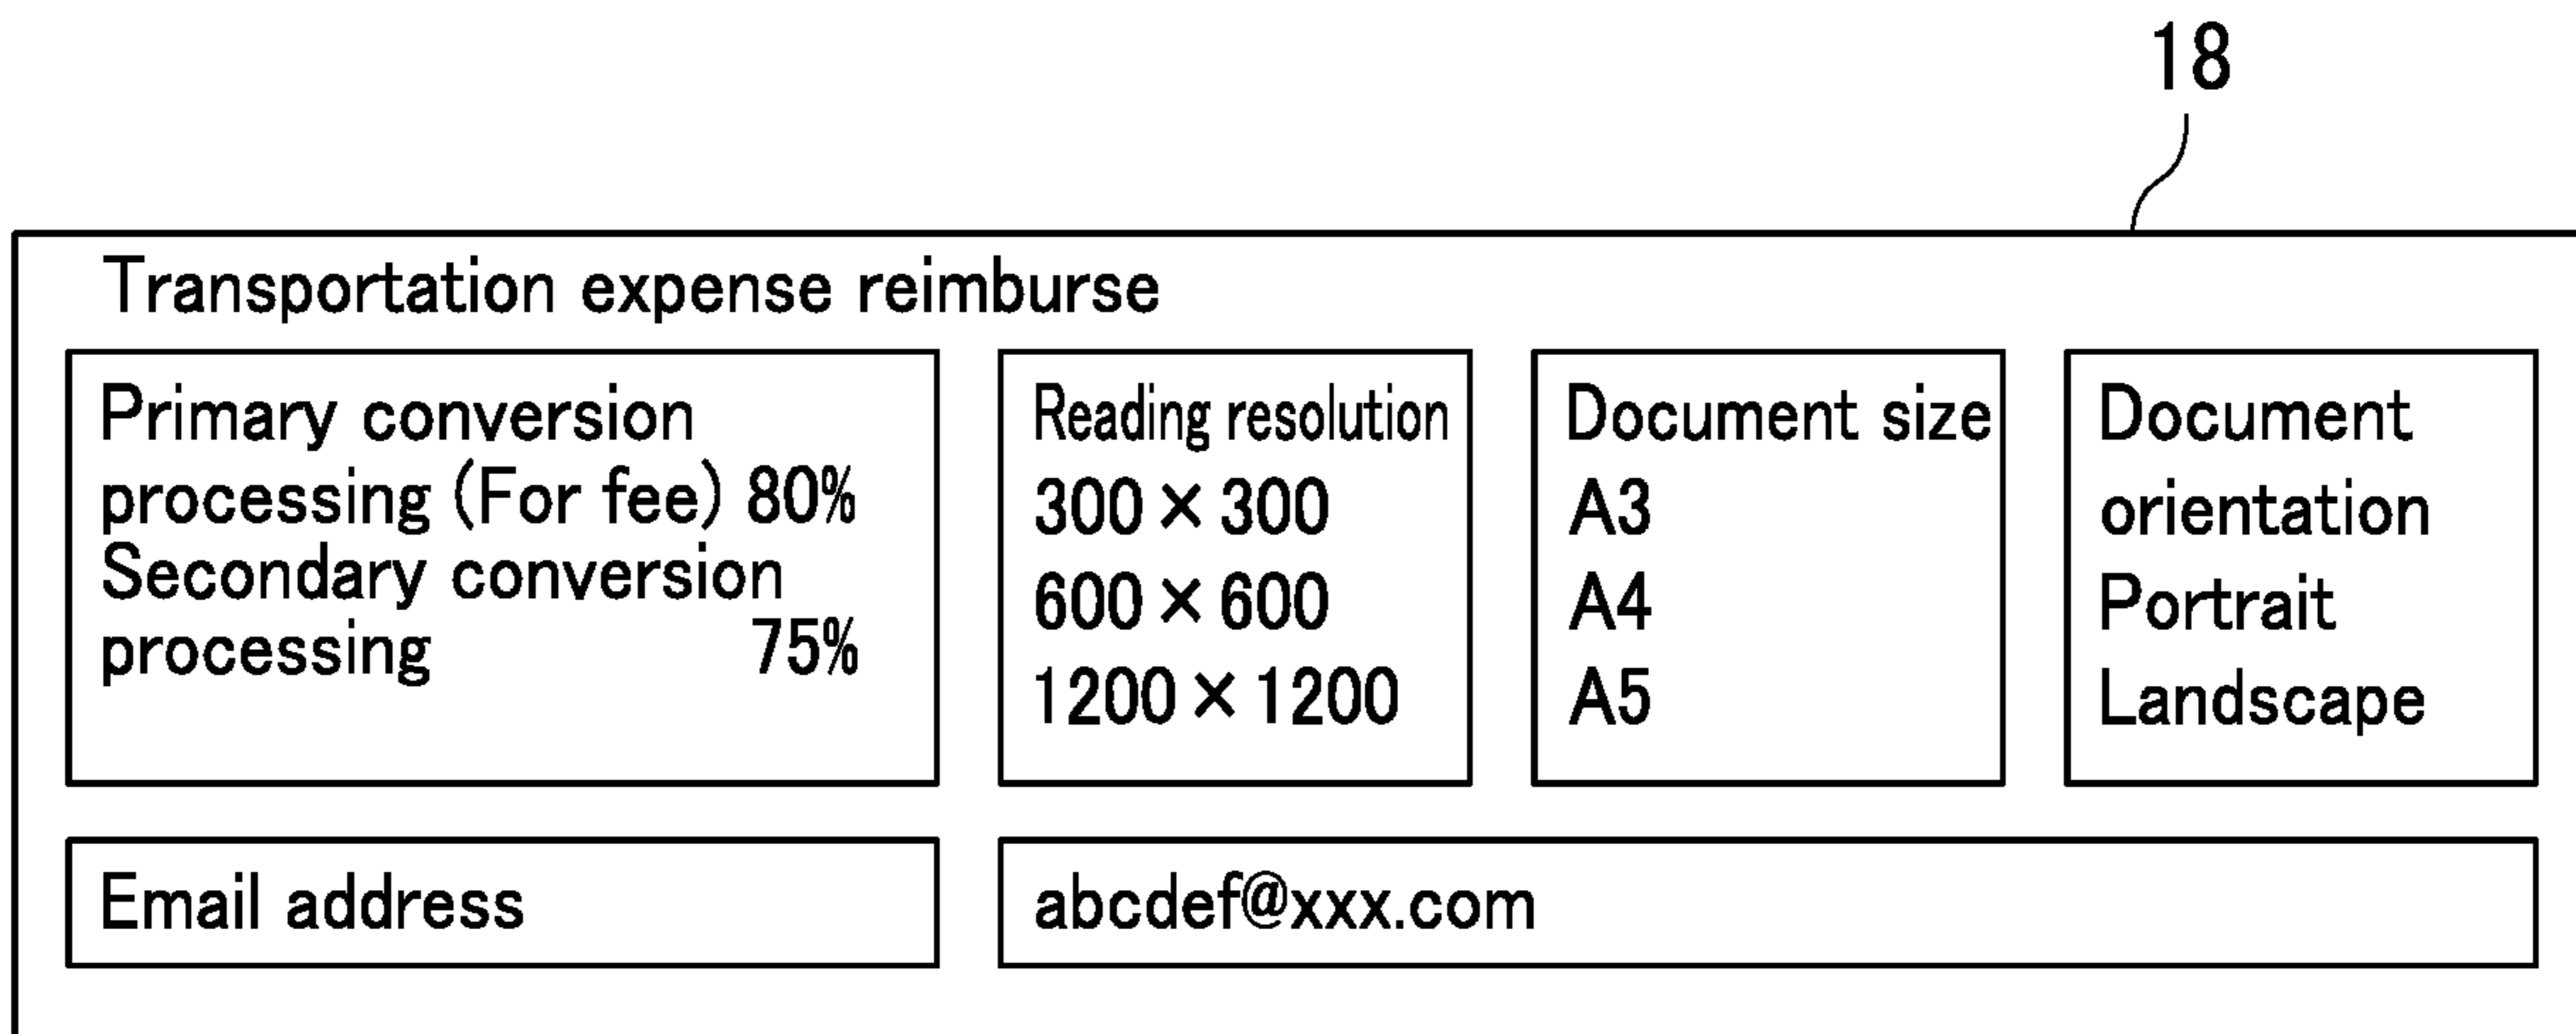 18
Transportation expense reimburse
Primary conversion
processing (For fee) 80%
Secondary conversion
processing 75%
Reading resolution
300 × 300
600 × 600
1200 × 1200
Document size
A3
A4
A5
Document
orientation
Portrait
Landscape
Email address
abcdef@xxx.com